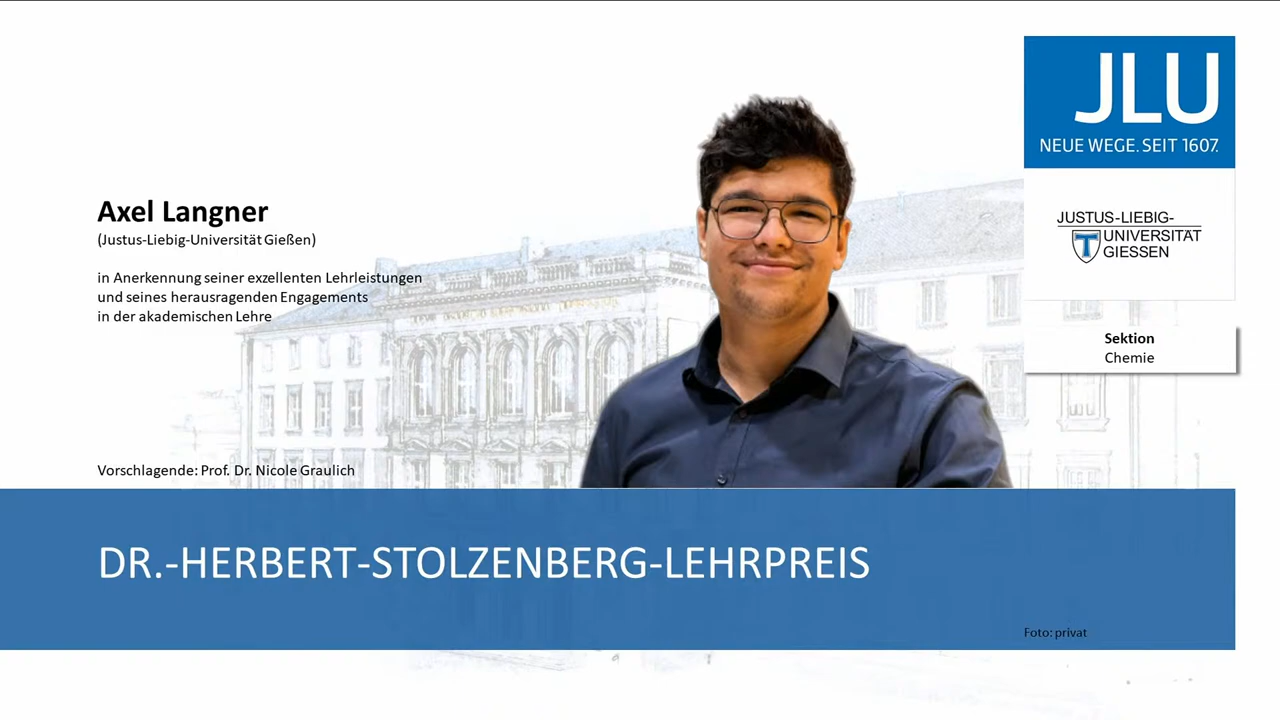 JLU
NEUE WEGE. SEIT 1607.
JUSTUS-LIEBIG-
UNIVERSITÄT
GIESSEN
Axel Langner
(Justus-Liebig-Universität Gießen)
in Anerkennung seiner exzellenten Lehrleistungen
und seines herausragenden Engagements
in der akademischen Lehre
Sektion
Chemie
Vorschlagende: Prof. Dr. Nicole Graulich
DR.-HERBERT-STOLZENBERG-LEHRPREIS
Foto: privat